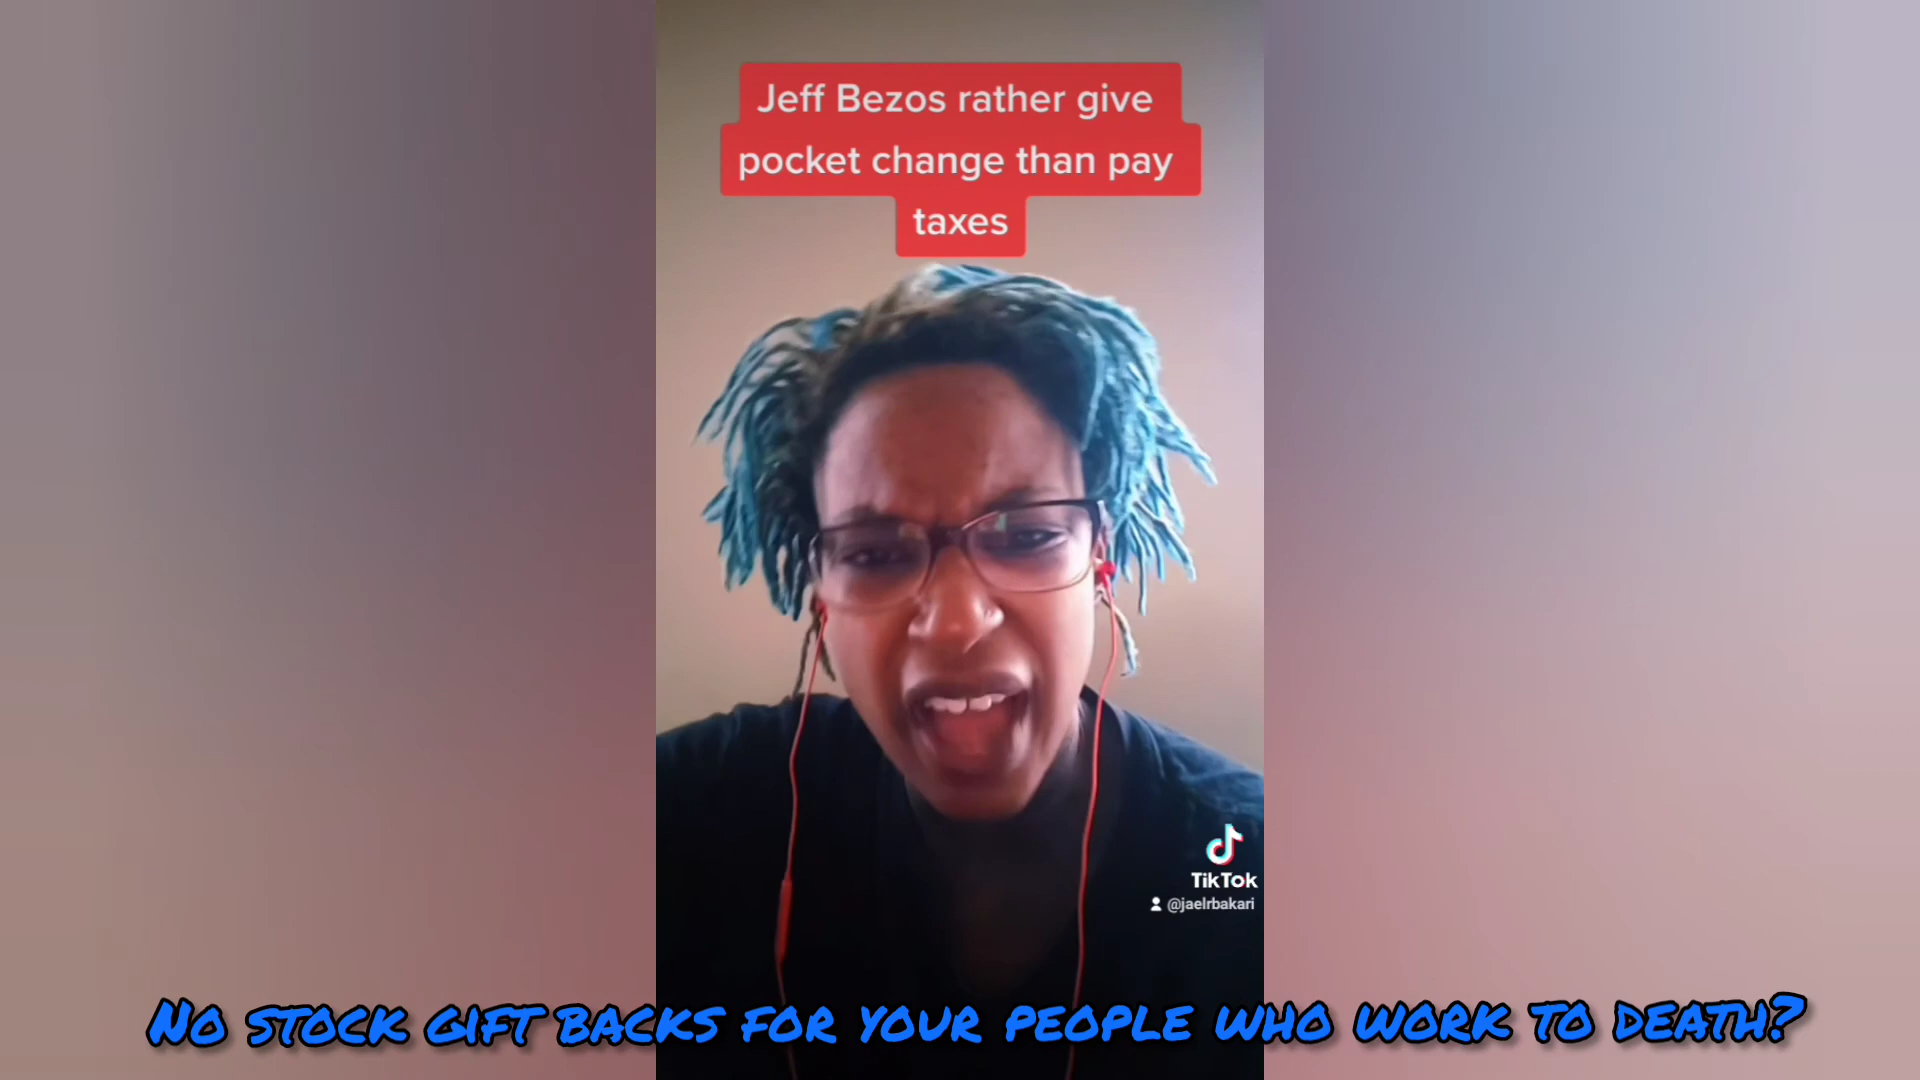 Jeff Bezos rather give
pocket change than pay
taxes
TikTok
@jaelrbakari
No stock gift backs for your people who work to death?